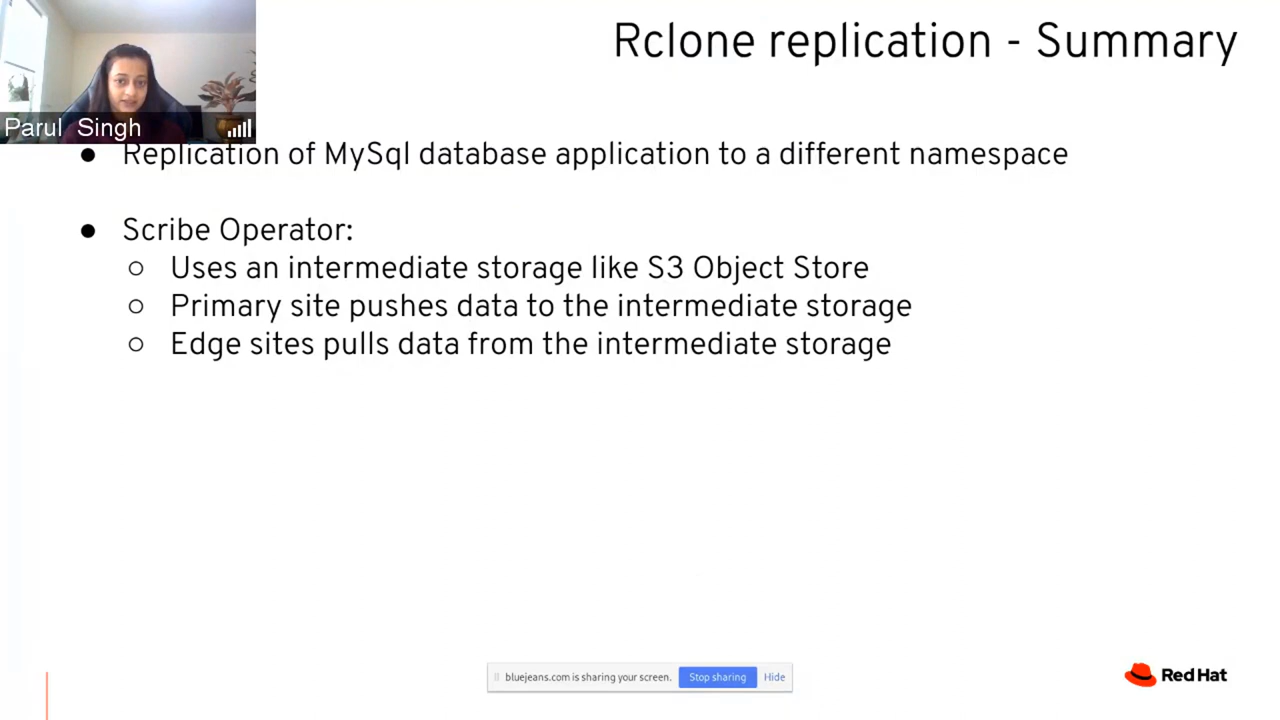 Rclone replication - Summary
Parul Singh
● Replication of MySql database application to a different namespace
● Scribe Operator:
○ Uses an intermediate storage like S3 Object Store
○ Primary site pushes data to the intermediate storage
○ Edge sites pulls data from the intermediate storage
bluejeans.com is sharing your screen. Stop sharing Hide
Red Hat